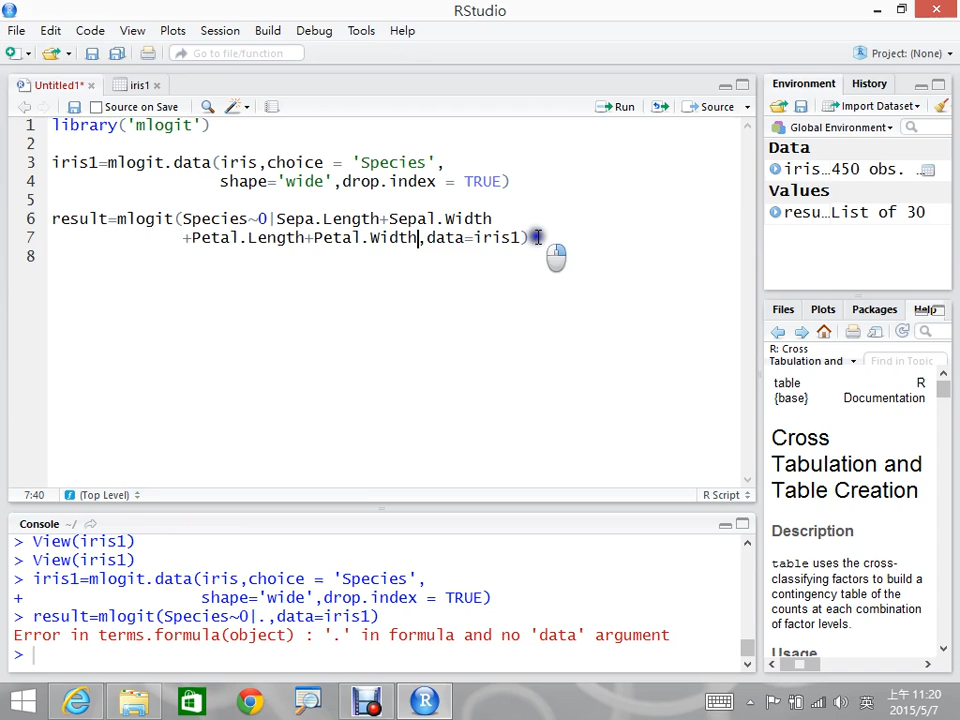 RStudio
File Edit Code View Plots Session Build Debug Tools Help
Go to file/function
Project: (None)
Untitled1* iris1
Source on Save
Run
Source
1 library('mlogit')
2
3 iris1=mlogit.data(iris,choice = 'Species',
4 shape='wide',drop.index = TRUE)
5
6 result=mlogit(Species~0|Sepa.Length+Sepal.Width
7 +Petal.Length+Petal.Width,data=iris1)
8
7:40 (Top Level)
R Script
Console ~/
> View(iris1)
> View(iris1)
> iris1=mlogit.data(iris,choice = 'Species',
+ shape='wide',drop.index = TRUE)
> result=mlogit(Species~0|.,data=iris1)
Error in terms.formula(object) : '.' in formula and no 'data' argument
>
Environment History
Import Dataset
Global Environment
Data
iris… 450 obs. …
Values
resu… List of 30
Files Plots Packages Help
R: Cross
Tabulation and
Find in Topic
table R
{base} Documentation
Cross
Tabulation and
Table Creation
Description
table uses the cross-
classifying factors to build a
contingency table of the
counts at each combination
of factor levels.
Usage
英
上午 11:20
2015/5/7